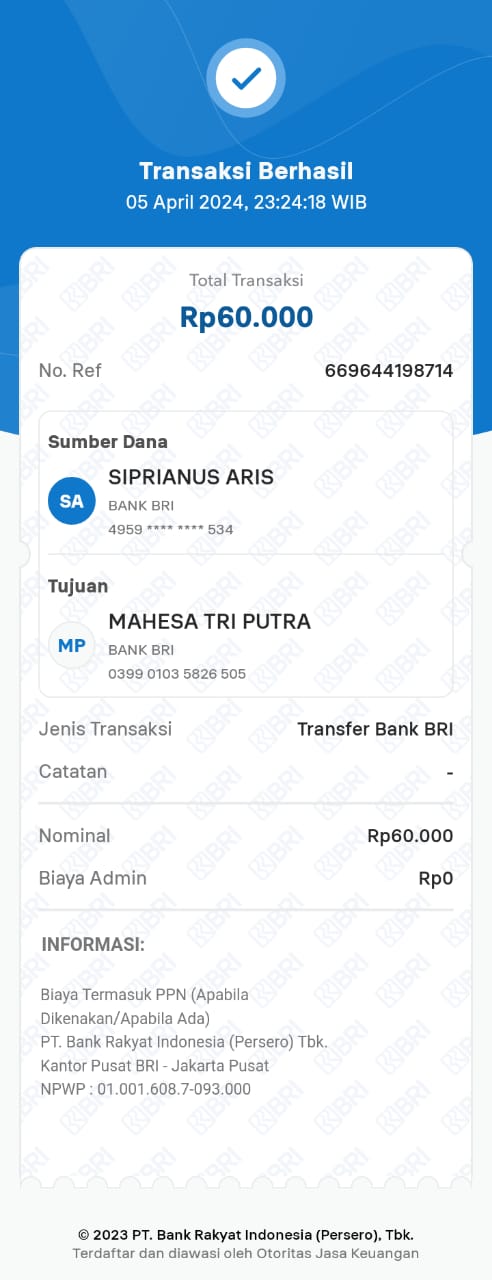 Transaksi Berhasil
05 April 2024, 23:24:18 WIB
Total Transaksi
Rp60.000
No. Ref 669644198714
Sumber Dana
SA
SIPRIANUS ARIS
BANK BRI
4959 **** **** 534
Tujuan
MP
MAHESA TRI PUTRA
BANK BRI
0399 0103 5826 505
Jenis Transaksi Transfer Bank BRI
Catatan -
Nominal Rp60.000
Biaya Admin Rp0
INFORMASI:
Biaya Termasuk PPN (Apabila
Dikenakan/Apabila Ada)
PT. Bank Rakyat Indonesia (Persero) Tbk.
Kantor Pusat BRI - Jakarta Pusat
NPWP : 01.001.608.7-093.000
© 2023 PT. Bank Rakyat Indonesia (Persero), Tbk.
Terdaftar dan diawasi oleh Otoritas Jasa Keuangan